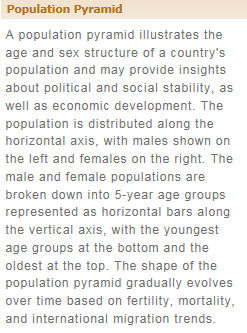 Population Pyramid
A population pyramid illustrates the
age and sex structure of a country's
population and may provide insights
about political and social stability, as
well as economic development. The
population is distributed along the
horizontal axis, with males shown on
the left and females on the right. The
male and female populations are
broken down into 5-year age groups
represented as horizontal bars along
the vertical axis, with the youngest
age groups at the bottom and the
oldest at the top. The shape of the
population pyramid gradually evolves
over time based on fertility, mortality,
and international migration trends.